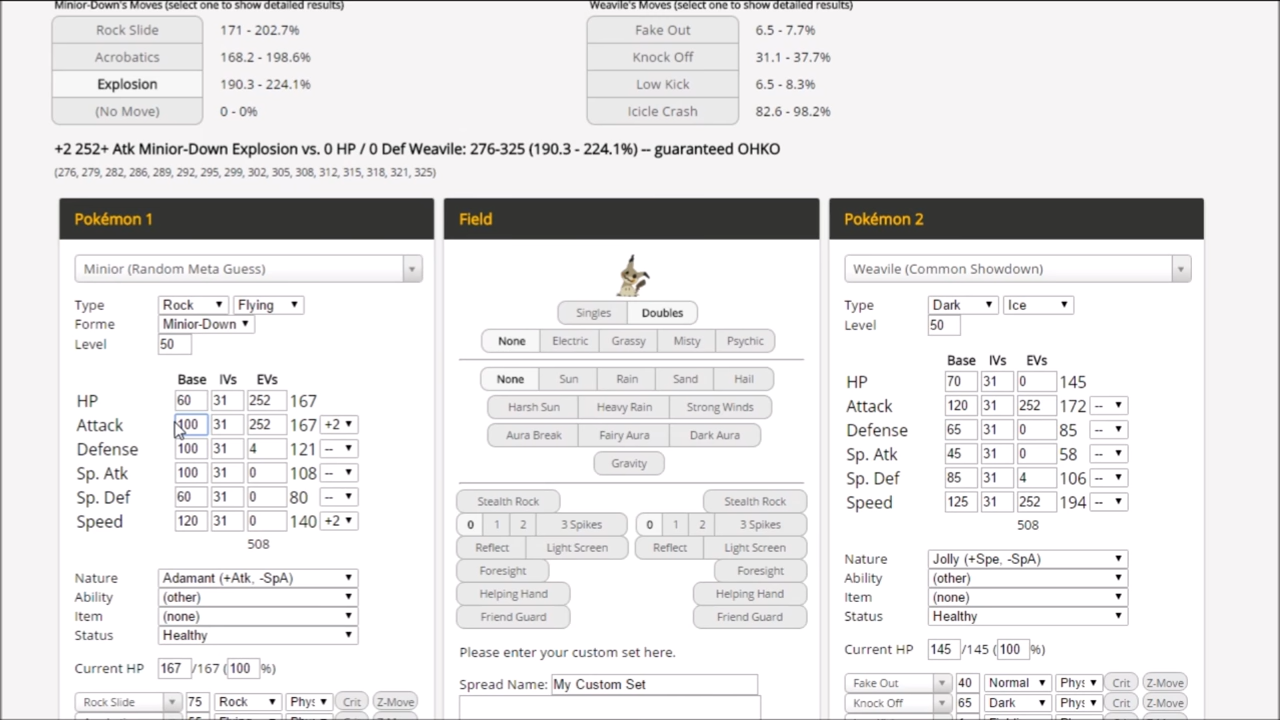 Minior-Down's Moves (select one to show detailed results)
Weavile's Moves (select one to show detailed results)
Rock Slide 171 - 202.7%
Acrobatics 168.2 - 198.6%
Explosion 190.3 - 224.1%
(No Move) 0 - 0%
Fake Out 6.5 - 7.7%
Knock Off 31.1 - 37.7%
Low Kick 6.5 - 8.3%
Icicle Crash 82.6 - 98.2%
+2 252+ Atk Minior-Down Explosion vs. 0 HP / 0 Def Weavile: 276-325 (190.3 - 224.1%) -- guaranteed OHKO
(276, 279, 282, 286, 289, 292, 295, 299, 302, 305, 308, 312, 315, 318, 321, 325)
Pokémon 1
Minior (Random Meta Guess)
Type Rock Flying
Forme Minior-Down
Level 50
Base IVs EVs
HP 60 31 252 167
Attack 100 31 252 167 +2
Defense 100 31 4 121 --
Sp. Atk 100 31 0 108 --
Sp. Def 60 31 0 80 --
Speed 120 31 0 140 +2
508
Nature Adamant (+Atk, -SpA)
Ability (other)
Item (none)
Status Healthy
Current HP 167 /167 (100 %)
Rock Slide 75 Rock Phys Crit Z-Move
Field
Singles Doubles
None Electric Grassy Misty Psychic
None Sun Rain Sand Hail
Harsh Sun Heavy Rain Strong Winds
Aura Break Fairy Aura Dark Aura
Gravity
Stealth Rock Stealth Rock
0 1 2 3 Spikes 0 1 2 3 Spikes
Reflect Light Screen Reflect Light Screen
Foresight Foresight
Helping Hand Helping Hand
Friend Guard Friend Guard
Please enter your custom set here.
Spread Name: My Custom Set
Pokémon 2
Weavile (Common Showdown)
Type Dark Ice
Level 50
Base IVs EVs
HP 70 31 0 145
Attack 120 31 252 172 --
Defense 65 31 0 85 --
Sp. Atk 45 31 0 58 --
Sp. Def 85 31 4 106 --
Speed 125 31 252 194 --
508
Nature Jolly (+Spe, -SpA)
Ability (other)
Item (none)
Status Healthy
Current HP 145 /145 (100 %)
Fake Out 40 Normal Phys Crit Z-Move
Knock Off 65 Dark Phys Crit Z-Move